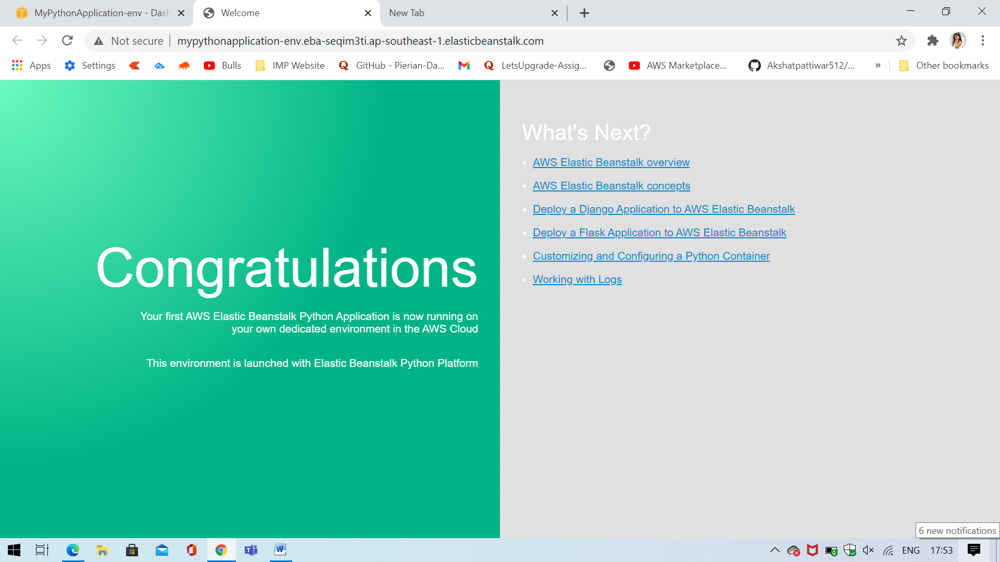 MyPythonApplication-env - Dash
Welcome
New Tab
Not secure
mypythonapplication-env.eba-seqim3ti.ap-southeast-1.elasticbeanstalk.com
Apps
Settings
Bulls
IMP Website
GitHub - Pierian-Da...
LetsUpgrade-Assig...
AWS Marketplace...
Akshatpattiwar512/...
»
Other bookmarks
Congratulations
Your first AWS Elastic Beanstalk Python Application is now running on
your own dedicated environment in the AWS Cloud
This environment is launched with Elastic Beanstalk Python Platform
What's Next?
AWS Elastic Beanstalk overview
AWS Elastic Beanstalk concepts
Deploy a Django Application to AWS Elastic Beanstalk
Deploy a Flask Application to AWS Elastic Beanstalk
Customizing and Configuring a Python Container
Working with Logs
6 new notifications
ENG
17:53